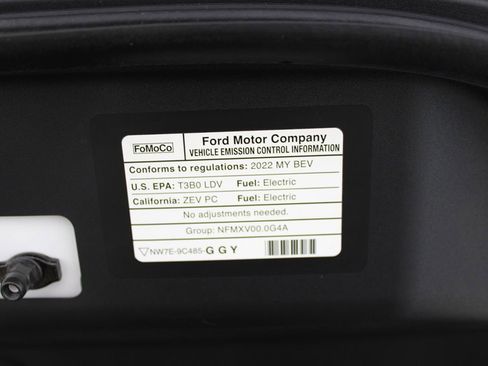 FoMoCo
Ford Motor Company
VEHICLE EMISSION CONTROL INFORMATION
Conforms to regulations: 2022 MY BEV
U.S. EPA: T3B0 LDV Fuel: Electric
California: ZEV PC Fuel: Electric
No adjustments needed.
Group: NFMXV00.0G4A
NW7E-9C485-GGY